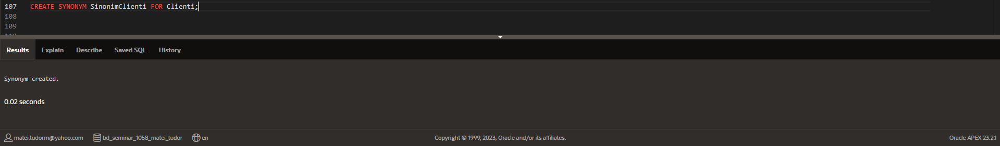 107 CREATE SYNONYM SinonimClienti FOR Clienti;
108
109
Results Explain Describe Saved SQL History
Synonym created.
0.02 seconds
matei.tudorm@yahoo.com bd_seminar_1058_matei_tudor en Copyright © 1999, 2023, Oracle and/or its affiliates. Oracle APEX 23.2.1